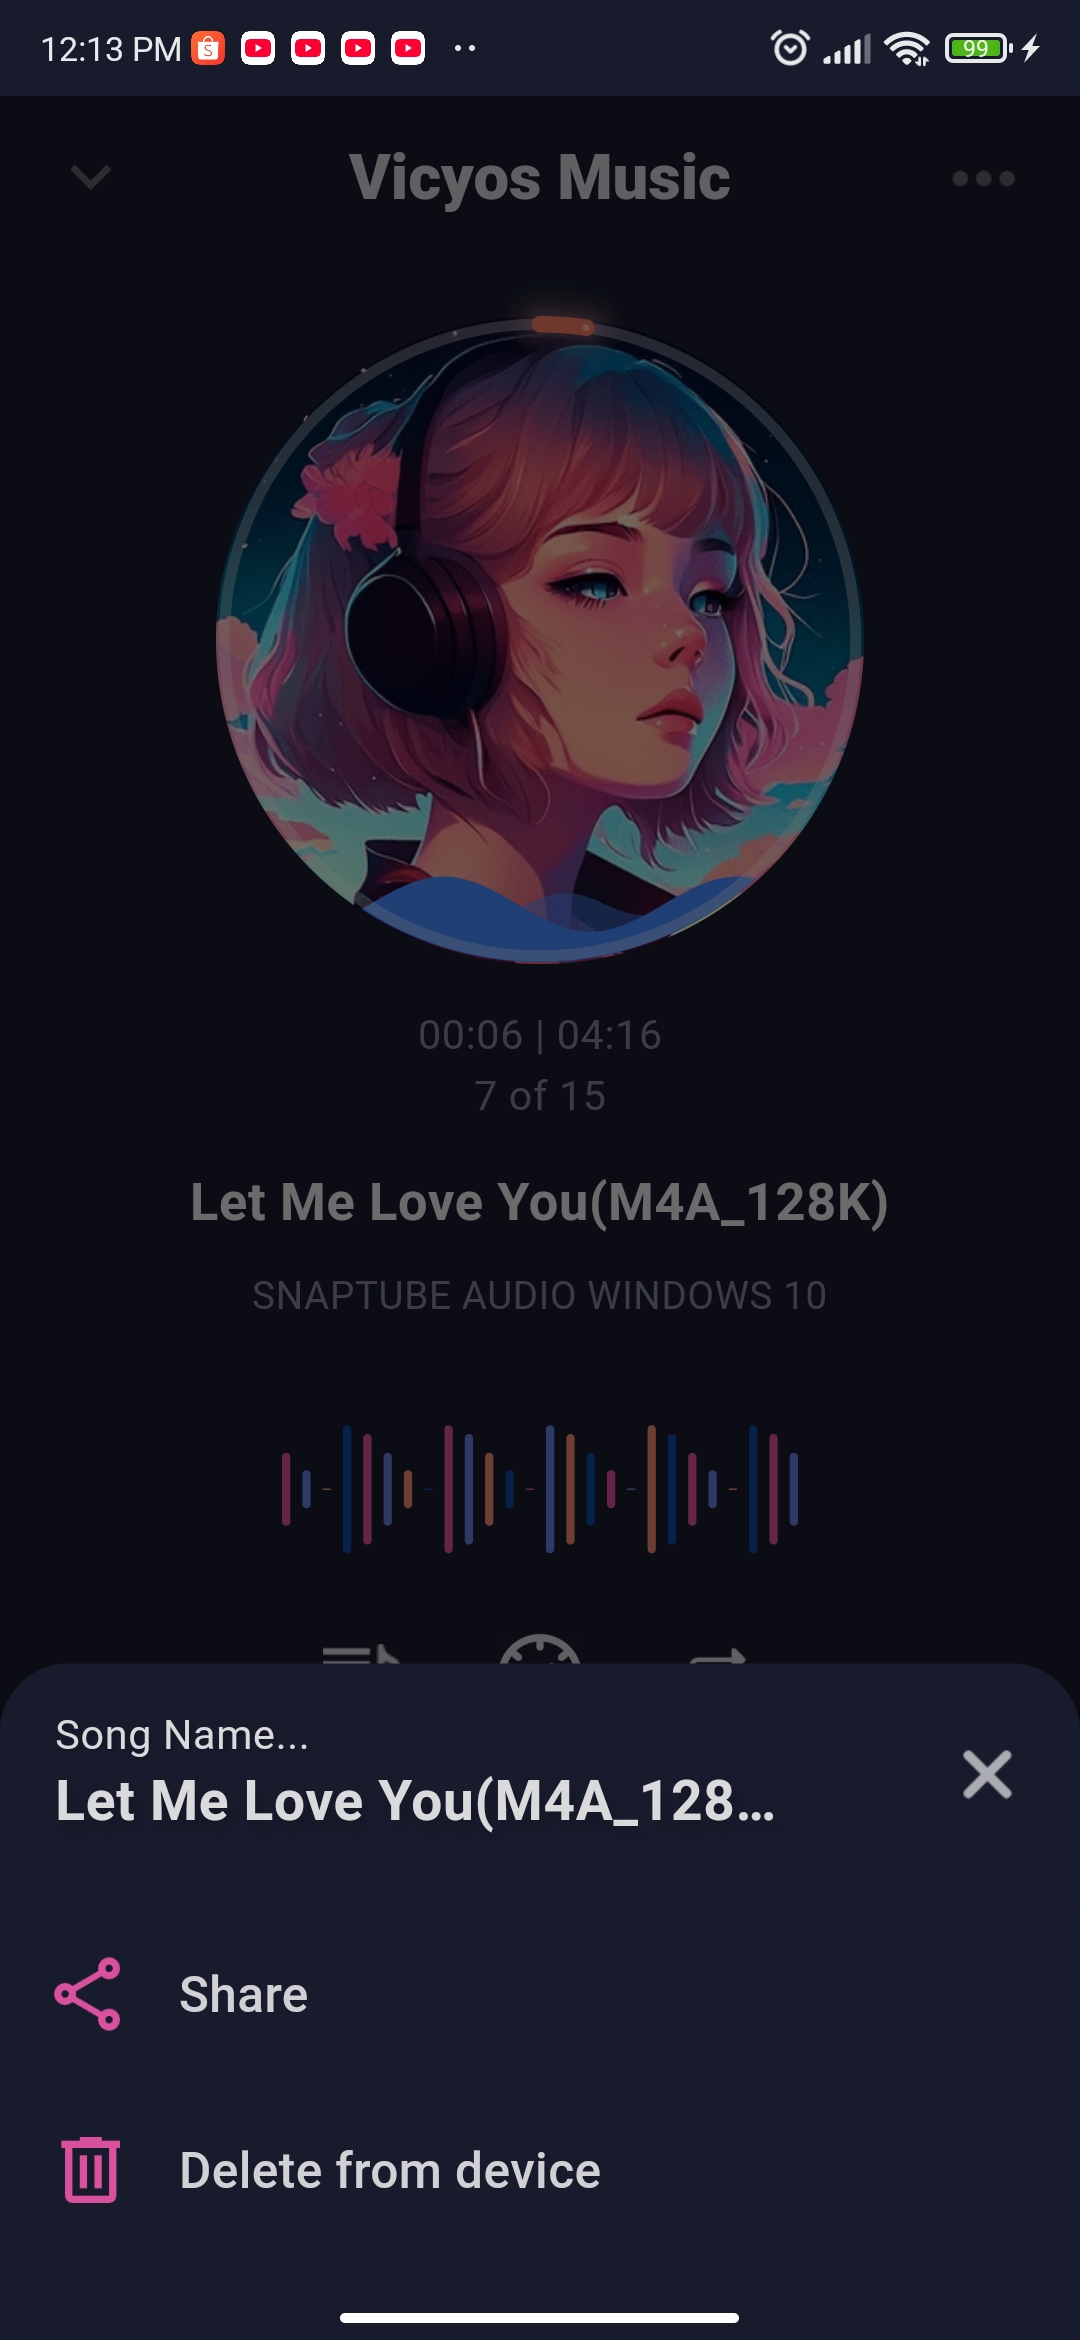 12:13 PM
99
Vicyos Music
00:06 | 04:16
7 of 15
Let Me Love You(M4A_128K)
SNAPTUBE AUDIO WINDOWS 10
Song Name...
Let Me Love You(M4A_128...
Share
Delete from device